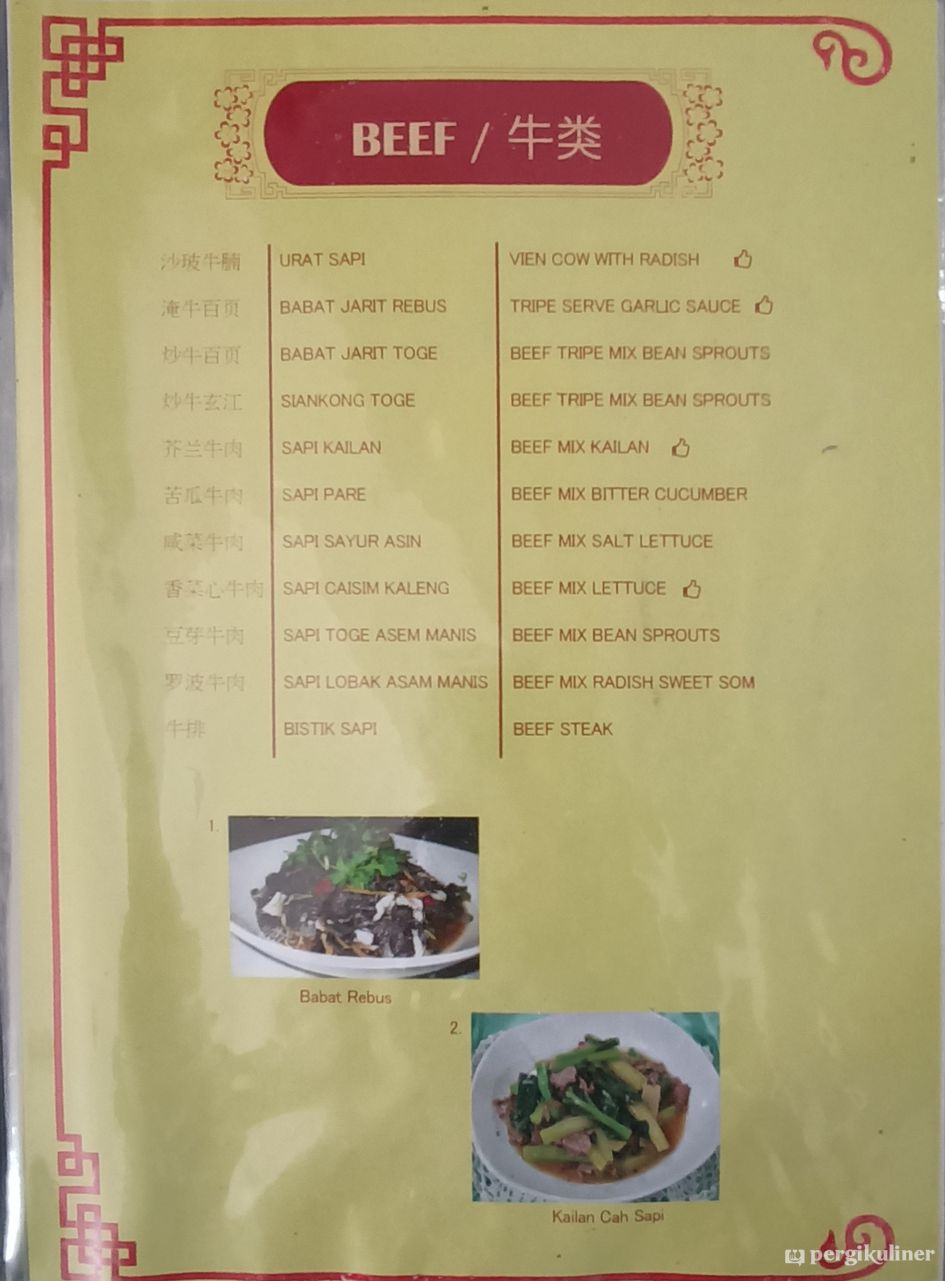 BEEF / 牛类
沙玻牛腩 URAT SAPI VIEN COW WITH RADISH
淹牛百页 BABAT JARIT REBUS TRIPE SERVE GARLIC SAUCE
炒牛百页 BABAT JARIT TOGE BEEF TRIPE MIX BEAN SPROUTS
炒牛玄江 SIANKONG TOGE BEEF TRIPE MIX BEAN SPROUTS
芥兰牛肉 SAPI KAILAN BEEF MIX KAILAN
苦瓜牛肉 SAPI PARE BEEF MIX BITTER CUCUMBER
咸菜牛肉 SAPI SAYUR ASIN BEEF MIX SALT LETTUCE
香菜心牛肉 SAPI CAISIM KALENG BEEF MIX LETTUCE
豆芽牛肉 SAPI TOGE ASEM MANIS BEEF MIX BEAN SPROUTS
罗波牛肉 SAPI LOBAK ASAM MANIS BEEF MIX RADISH SWEET SOM
牛排 BISTIK SAPI BEEF STEAK
1.
Babat Rebus
2.
Kailan Cah Sapi
pergikuliner